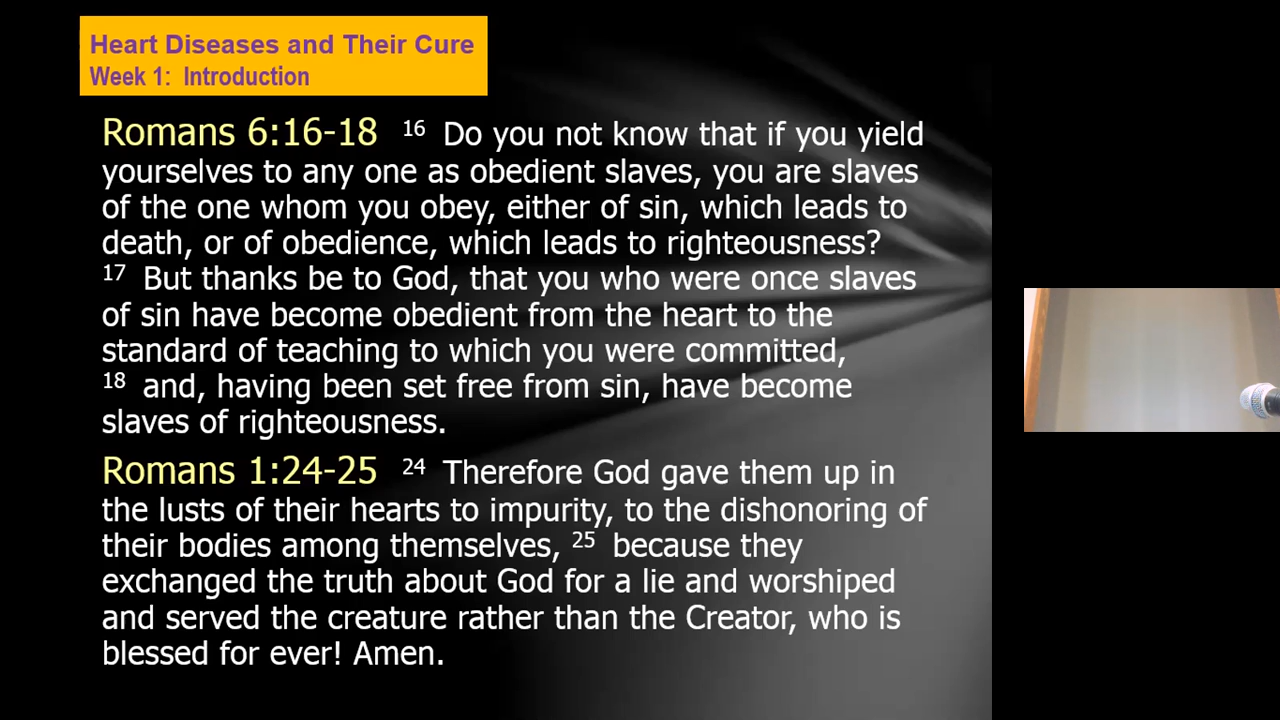 Heart Diseases and Their Cure
Week 1: Introduction
Romans 6:16-18 16 Do you not know that if you yield
yourselves to any one as obedient slaves, you are slaves
of the one whom you obey, either of sin, which leads to
death, or of obedience, which leads to righteousness?
17 But thanks be to God, that you who were once slaves
of sin have become obedient from the heart to the
standard of teaching to which you were committed,
18 and, having been set free from sin, have become
slaves of righteousness.
Romans 1:24-25 24 Therefore God gave them up in
the lusts of their hearts to impurity, to the dishonoring of
their bodies among themselves, 25 because they
exchanged the truth about God for a lie and worshiped
and served the creature rather than the Creator, who is
blessed for ever! Amen.